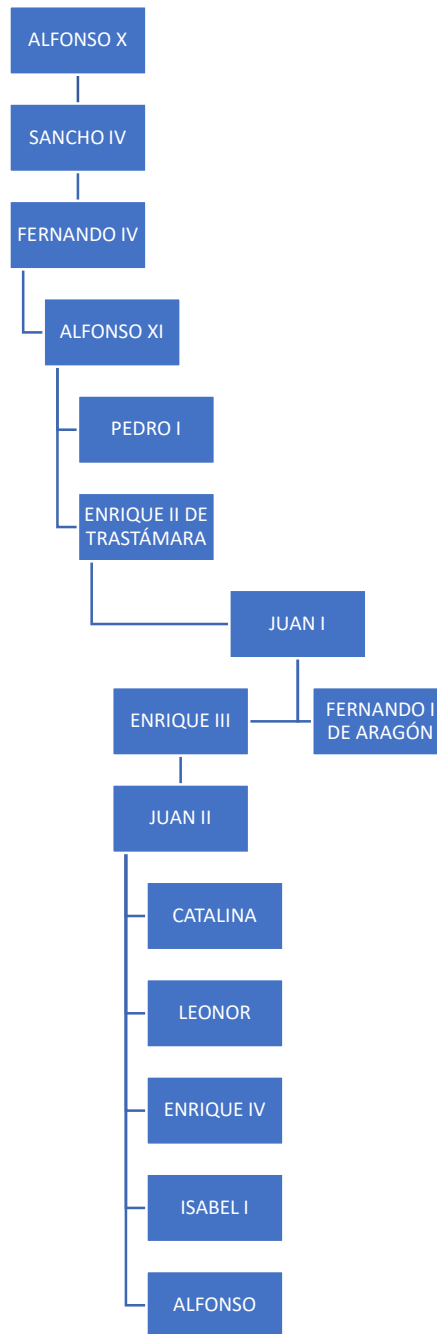 ALFONSO X
SANCHO IV
FERNANDO IV
ALFONSO XI
PEDRO I
ENRIQUE II DE
TRASTÁMARA
JUAN I
ENRIQUE III
FERNANDO I
DE ARAGÓN
JUAN II
CATALINA
LEONOR
ENRIQUE IV
ISABEL I
ALFONSO